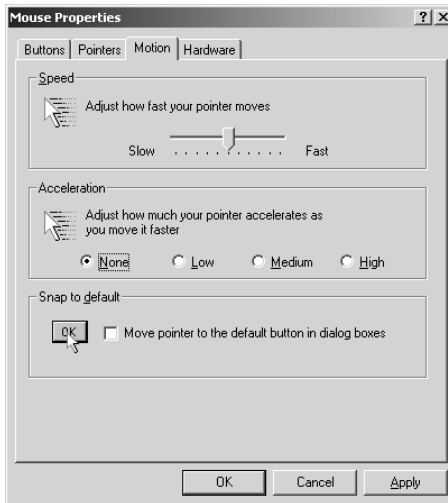 Mouse Properties
Buttons Pointers Motion Hardware
Speed
Adjust how fast your pointer moves
Slow Fast
Acceleration
Adjust how much your pointer accelerates as
you move it faster
None Low Medium High
Snap to default
OK Move pointer to the default button in dialog boxes
OK Cancel Apply